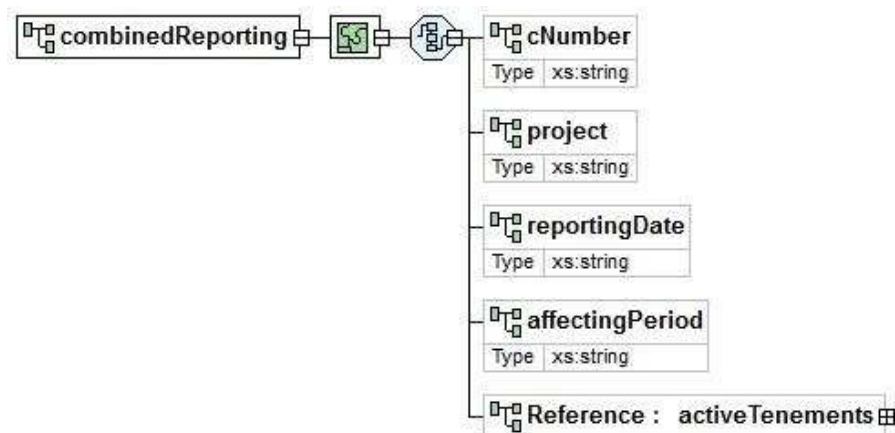 combinedReporting
cNumber
Type xs:string
project
Type xs:string
reportingDate
Type xs:string
affectingPeriod
Type xs:string
Reference : activeTenements